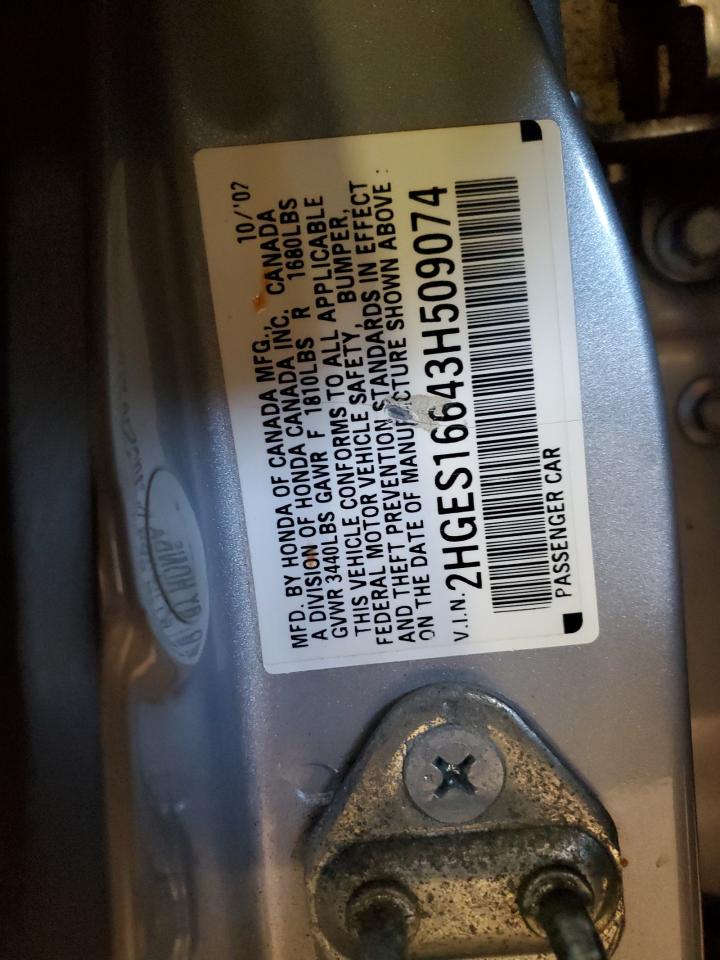 MFD. BY HONDA OF CANADA MFG., 10/'02
A DIVISION OF HONDA CANADA INC. CANADA
GVWR 3440LBS GAWR F 1810LBS R 1680LBS
THIS VEHICLE CONFORMS TO ALL APPLICABLE
FEDERAL MOTOR VEHICLE SAFETY, BUMPER,
AND THEFT PREVENTION STANDARDS IN EFFECT
ON THE DATE OF MANUFACTURE SHOWN ABOVE :
V.I.N. 2HGES16643H509074
PASSENGER CAR